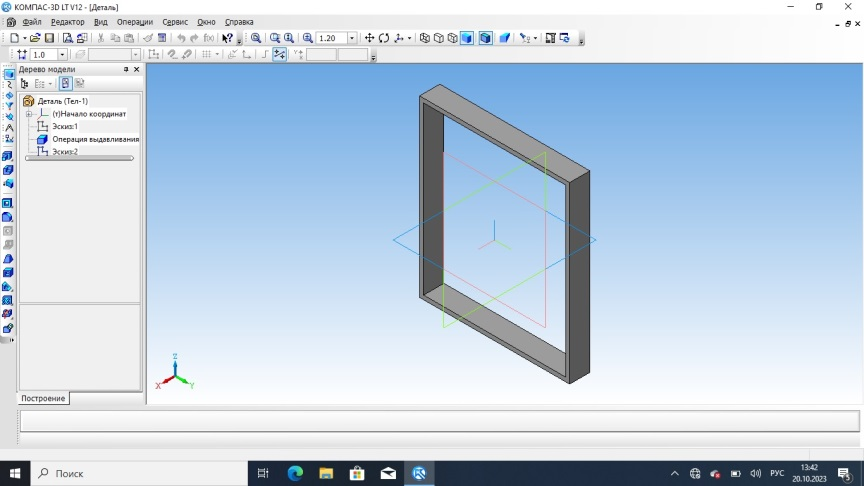 КОМПАС-3D LT V12 - [Деталь]
Файл Редактор Вид Операции Сервис Окно Справка
1.20
1.0
Дерево модели
Деталь (Тел-1)
(т)Начало координат
Эскиз:1
Операция выдавливания
Эскиз:2
Z
X Y
Построение
Поиск
РУС
13:42
20.10.2023